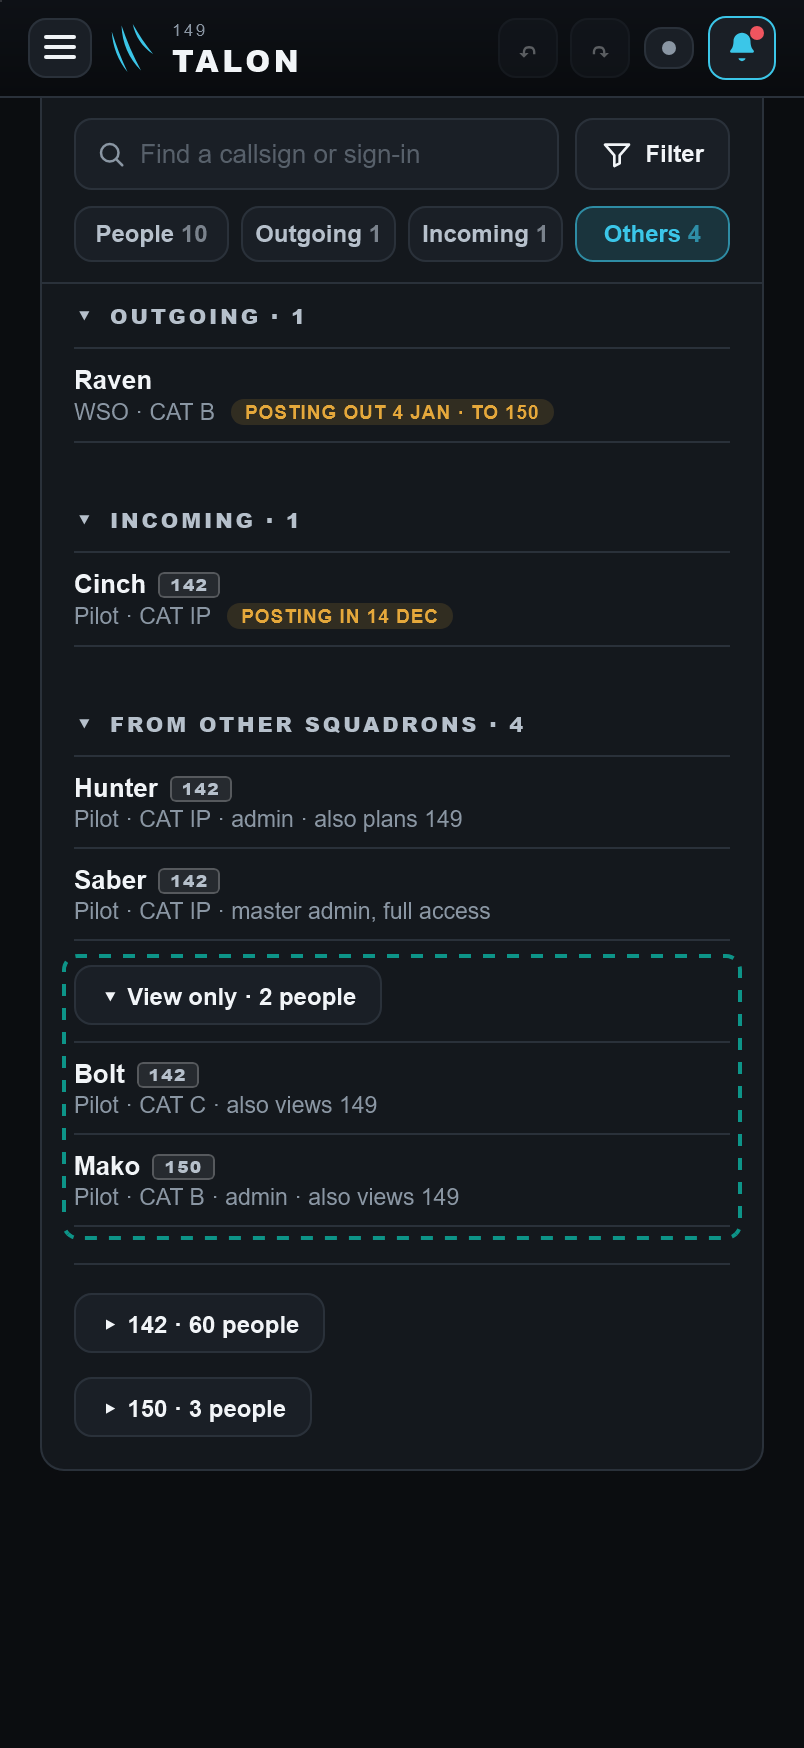 149
TALON
Find a callsign or sign-in
Filter
People 10
Outgoing 1
Incoming 1
Others 4
OUTGOING · 1
Raven
WSO · CAT B POSTING OUT 4 JAN · TO 150
INCOMING · 1
Cinch 142
Pilot · CAT IP POSTING IN 14 DEC
FROM OTHER SQUADRONS · 4
Hunter 142
Pilot · CAT IP · admin · also plans 149
Saber 142
Pilot · CAT IP · master admin, full access
View only · 2 people
Bolt 142
Pilot · CAT C · also views 149
Mako 150
Pilot · CAT B · admin · also views 149
142 · 60 people
150 · 3 people